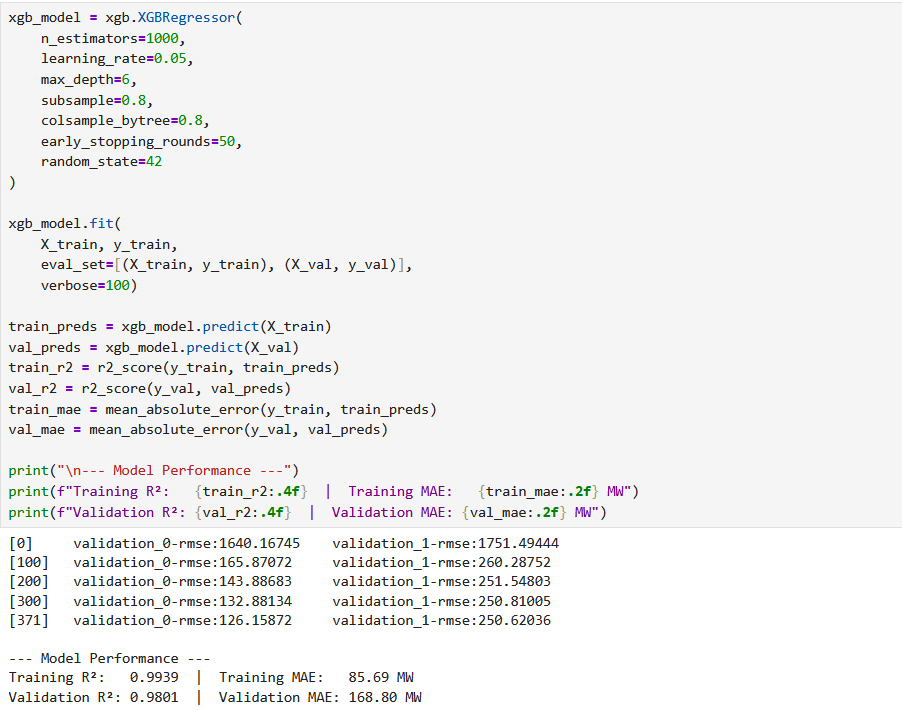 xgb_model = xgb.XGBRegressor(
    n_estimators=1000,
    learning_rate=0.05,
    max_depth=6,
    subsample=0.8,
    colsample_bytree=0.8,
    early_stopping_rounds=50,
    random_state=42
)
xgb_model.fit(
    X_train, y_train,
    eval_set=[(X_train, y_train), (X_val, y_val)],
    verbose=100)
train_preds = xgb_model.predict(X_train)
val_preds = xgb_model.predict(X_val)
train_r2 = r2_score(y_train, train_preds)
val_r2 = r2_score(y_val, val_preds)
train_mae = mean_absolute_error(y_train, train_preds)
val_mae = mean_absolute_error(y_val, val_preds)
print("\n--- Model Performance ---")
print(f"Training R²:   {train_r2:.4f}  |  Training MAE:   {train_mae:.2f} MW")
print(f"Validation R²: {val_r2:.4f}  |  Validation MAE: {val_mae:.2f} MW")
[0]     validation_0-rmse:1640.16745    validation_1-rmse:1751.49444
[100]   validation_0-rmse:165.87072     validation_1-rmse:260.28752
[200]   validation_0-rmse:143.88683     validation_1-rmse:251.54803
[300]   validation_0-rmse:132.88134     validation_1-rmse:250.81005
[371]   validation_0-rmse:126.15872     validation_1-rmse:250.62036
--- Model Performance ---
Training R²:   0.9939  |  Training MAE:   85.69 MW
Validation R²: 0.9801  |  Validation MAE: 168.80 MW